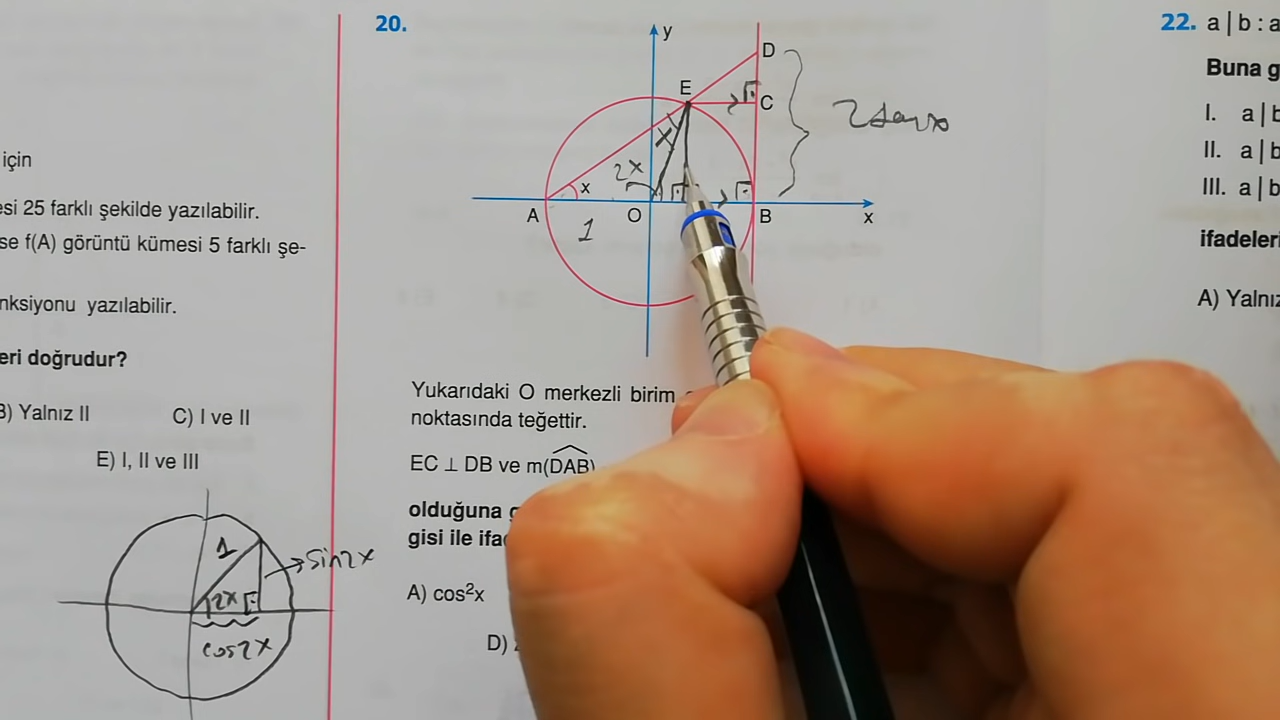 için
esi 25 farklı şekilde yazılabilir.
se f(A) görüntü kümesi 5 farklı şe-
nksiyonu yazılabilir.
eri doğrudur?
B) Yalnız II
C) I ve II
E) I, II ve III
1
2x
sin2x
cos2x
20.
y
D
E
C
x
2x
x
A
O
B
x
1
Yukarıdaki O merkezli birim
noktasında teğettir.
EC ⊥ DB ve m(DAB)
olduğuna
gisi ile ifa
A) cos²x
D)
22. a | b : a
Buna g
I. a | b
II. a | b
III. a | b
ifadeleri
A) Yalnız